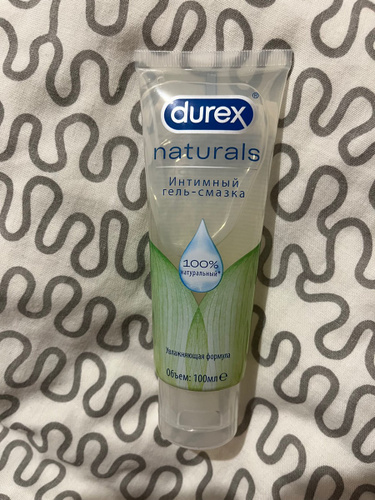 durex®
naturals
Интимный
гель-смазка
100%
натуральный*
Увлажняющая формула
Объем: 100мл ℮